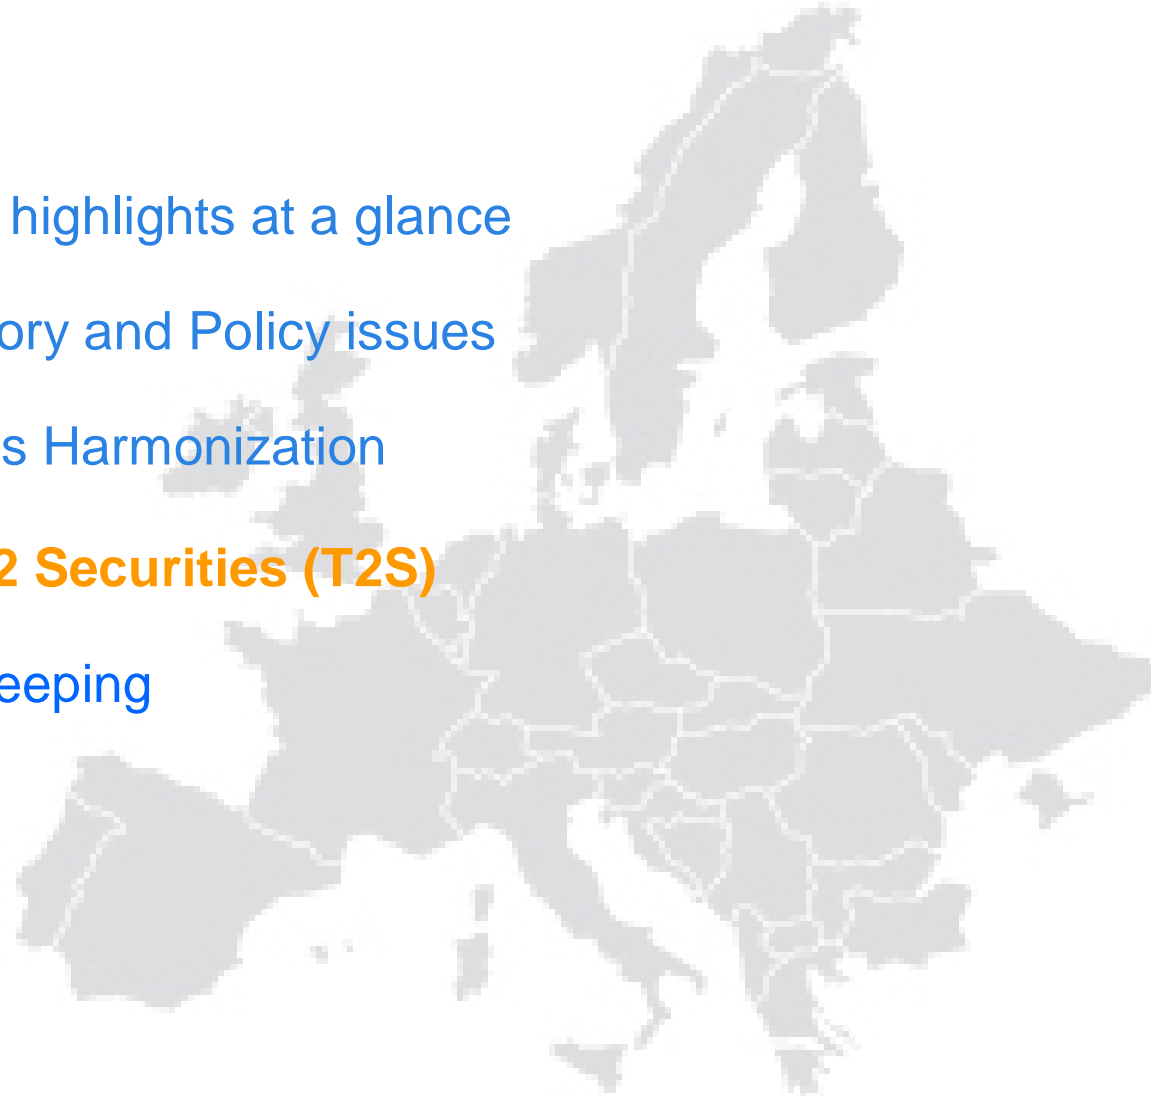 highlights at a glance
ory and Policy issues
s Harmonization
2 Securities (T2S)
eeping